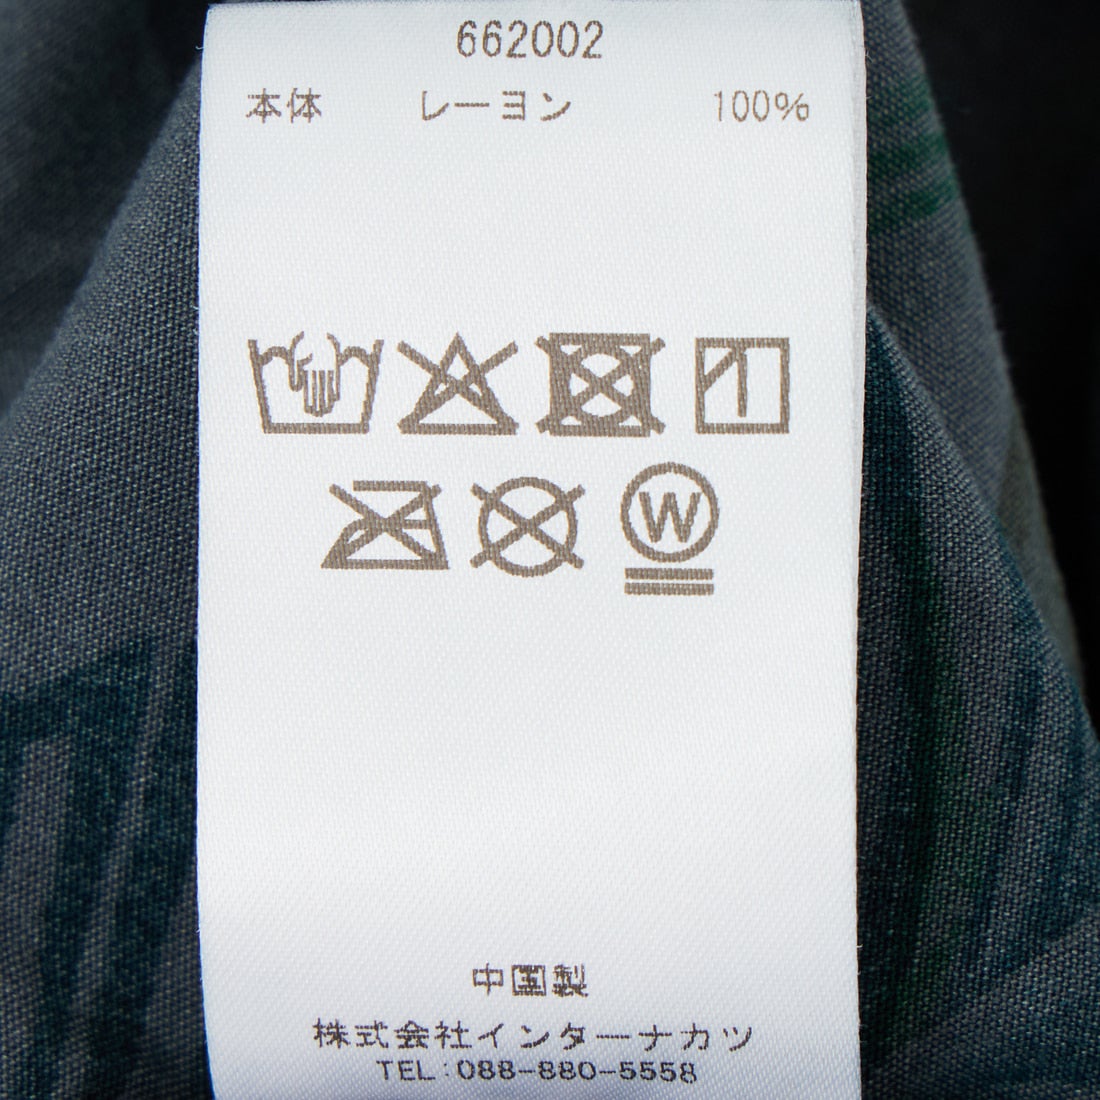 662002
本体 レーヨン 100%
W
中国製
株式会社インターナカツ
TEL:088-880-5558